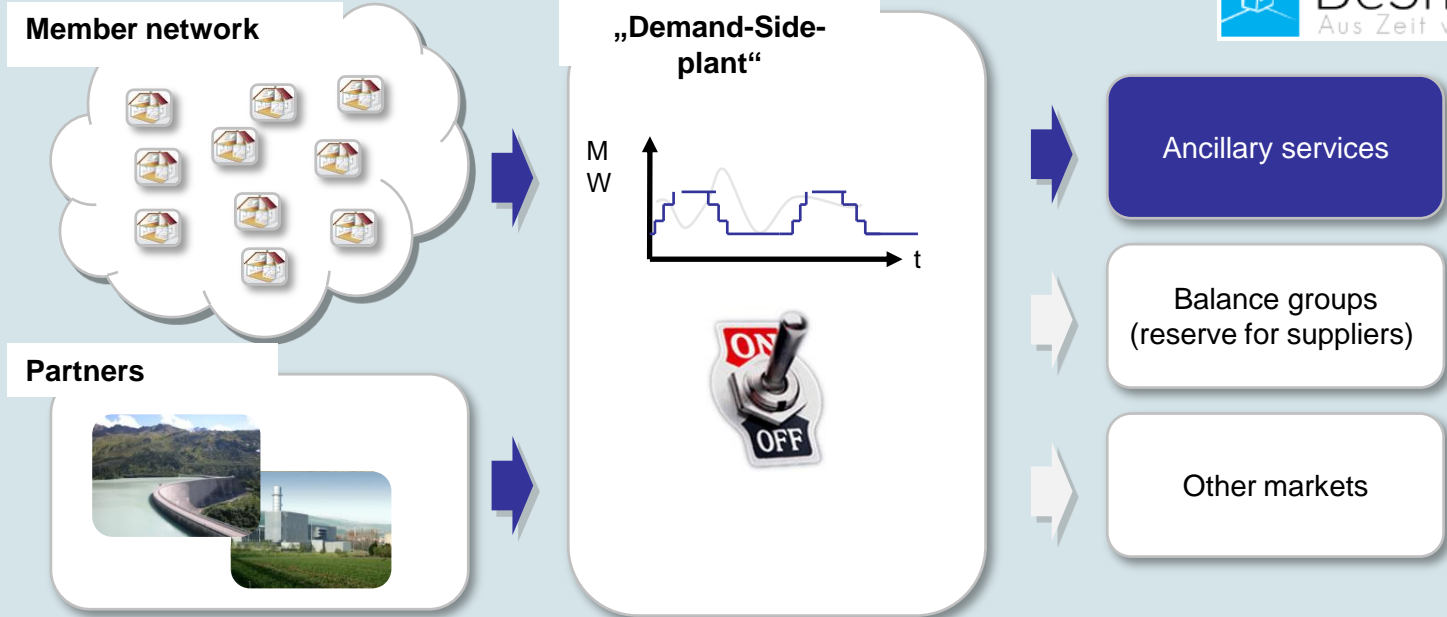 Member network
„Demand-Side-
plant“
Aus Zeit
M
W
t
ON
OFF
Partners
Ancillary services
Balance groups
(reserve for suppliers)
Other markets